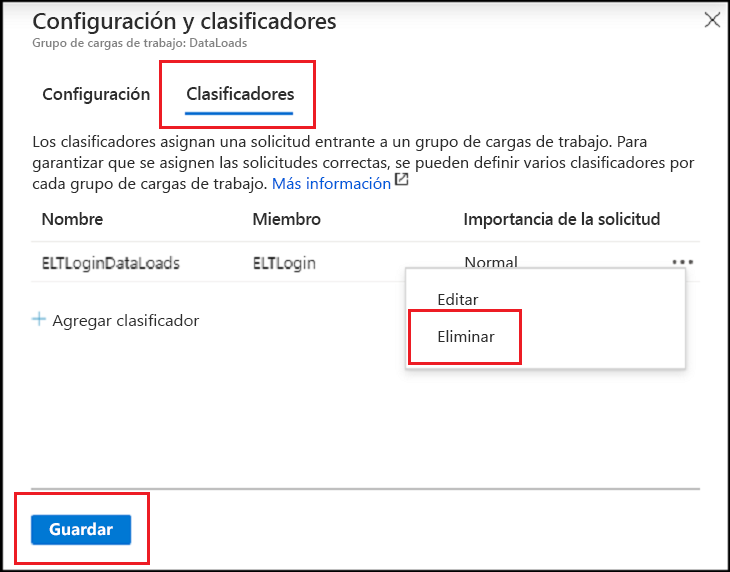 Configuración y clasificadores
Grupo de cargas de trabajo: DataLoads
Configuración Clasificadores
Los clasificadores asignan una solicitud entrante a un grupo de cargas de trabajo. Para
garantizar que se asignen las solicitudes correctas, se pueden definir varios clasificadores por
cada grupo de cargas de trabajo. Más información
Nombre Miembro Importancia de la solicitud
ELTLoginDataLoads ELTLogin Normal
Editar
+ Agregar clasificador
Eliminar
Guardar